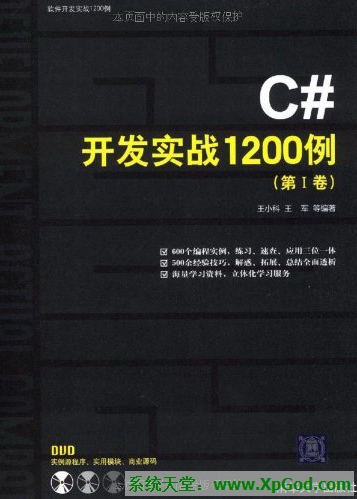 软件开发实战1200例
本页面中的内容受版权保护
C#
开发实战1200例
(第Ⅰ卷)
王小科 王 军 等编著
600个编程实例，练习、速查、应用三位一体
500余经验技巧，解惑、拓展、总结全面透析
海量学习资料，立体化学习服务
DVD
实例源程序、实用模块、商业源码
系统天堂:www.XpGod.com